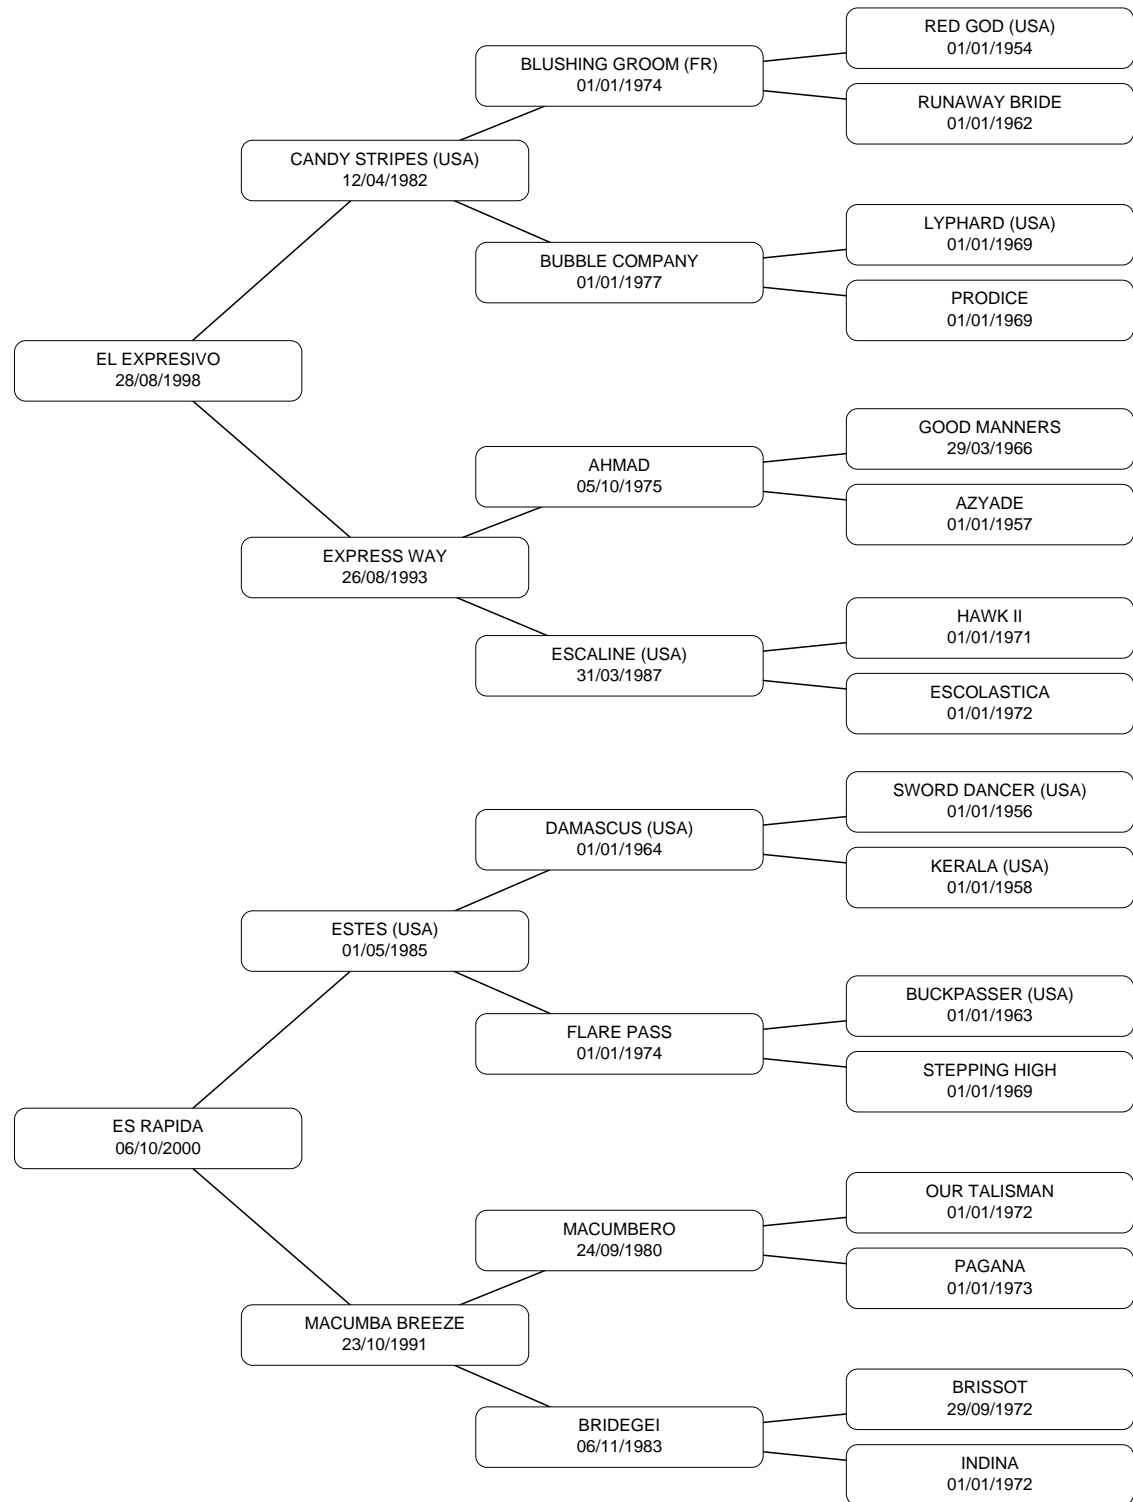 RED GOD (USA)
01/01/1954
BLUSHING GROOM (FR)
01/01/1974
RUNAWAY BRIDE
01/01/1962
CANDY STRIPES (USA)
12/04/1982
LYPHARD (USA)
01/01/1969
BUBBLE COMPANY
01/01/1977
PRODICE
01/01/1969
EL EXPRESIVO
28/08/1998
GOOD MANNERS
29/03/1966
AHMAD
05/10/1975
AZYADE
01/01/1957
EXPRESS WAY
26/08/1993
HAWK II
01/01/1971
ESCALINE (USA)
31/03/1987
ESCOLASTICA
01/01/1972
SWORD DANCER (USA)
01/01/1956
DAMASCUS (USA)
01/01/1964
KERALA (USA)
01/01/1958
ESTES (USA)
01/05/1985
BUCKPASSER (USA)
01/01/1963
FLARE PASS
01/01/1974
STEPPING HIGH
01/01/1969
ES RAPIDA
06/10/2000
OUR TALISMAN
01/01/1972
MACUMBERO
24/09/1980
PAGANA
01/01/1973
MACUMBA BREEZE
23/10/1991
BRISSOT
29/09/1972
BRIDEGEI
06/11/1983
INDINA
01/01/1972